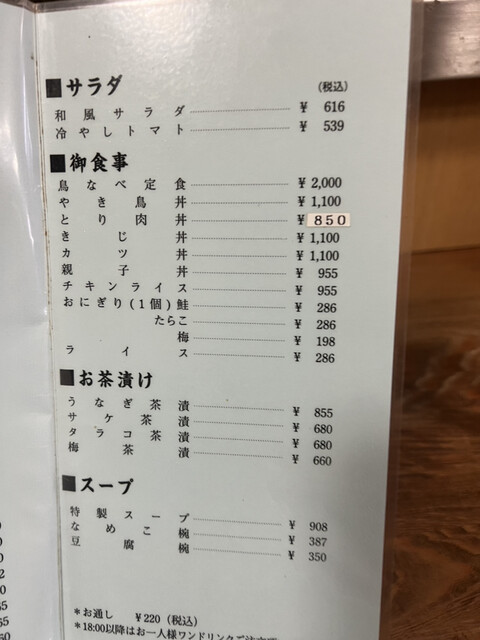 ■サラダ (税込)
和風サラダ ¥ 616
冷やしトマト ¥ 539
■御食事
鳥なべ定食 ¥ 2,000
やき鳥丼 ¥ 1,100
とり肉丼 ¥ 850
きじ丼 ¥ 1,100
カツ丼 ¥ 1,100
親子丼 ¥ 955
チキンライス ¥ 955
おにぎり(1個)鮭 ¥ 286
たらこ ¥ 286
梅 ¥ 198
ライス ¥ 286
■お茶漬け
うなぎ茶漬 ¥ 855
サケ茶漬 ¥ 680
タラコ茶漬 ¥ 680
梅茶漬 ¥ 660
■スープ
特製スープ ¥ 908
なめこ椀 ¥ 387
豆腐椀 ¥ 350
*お通し ¥220(税込)
*18:00以降はお一人様ワンドリンク